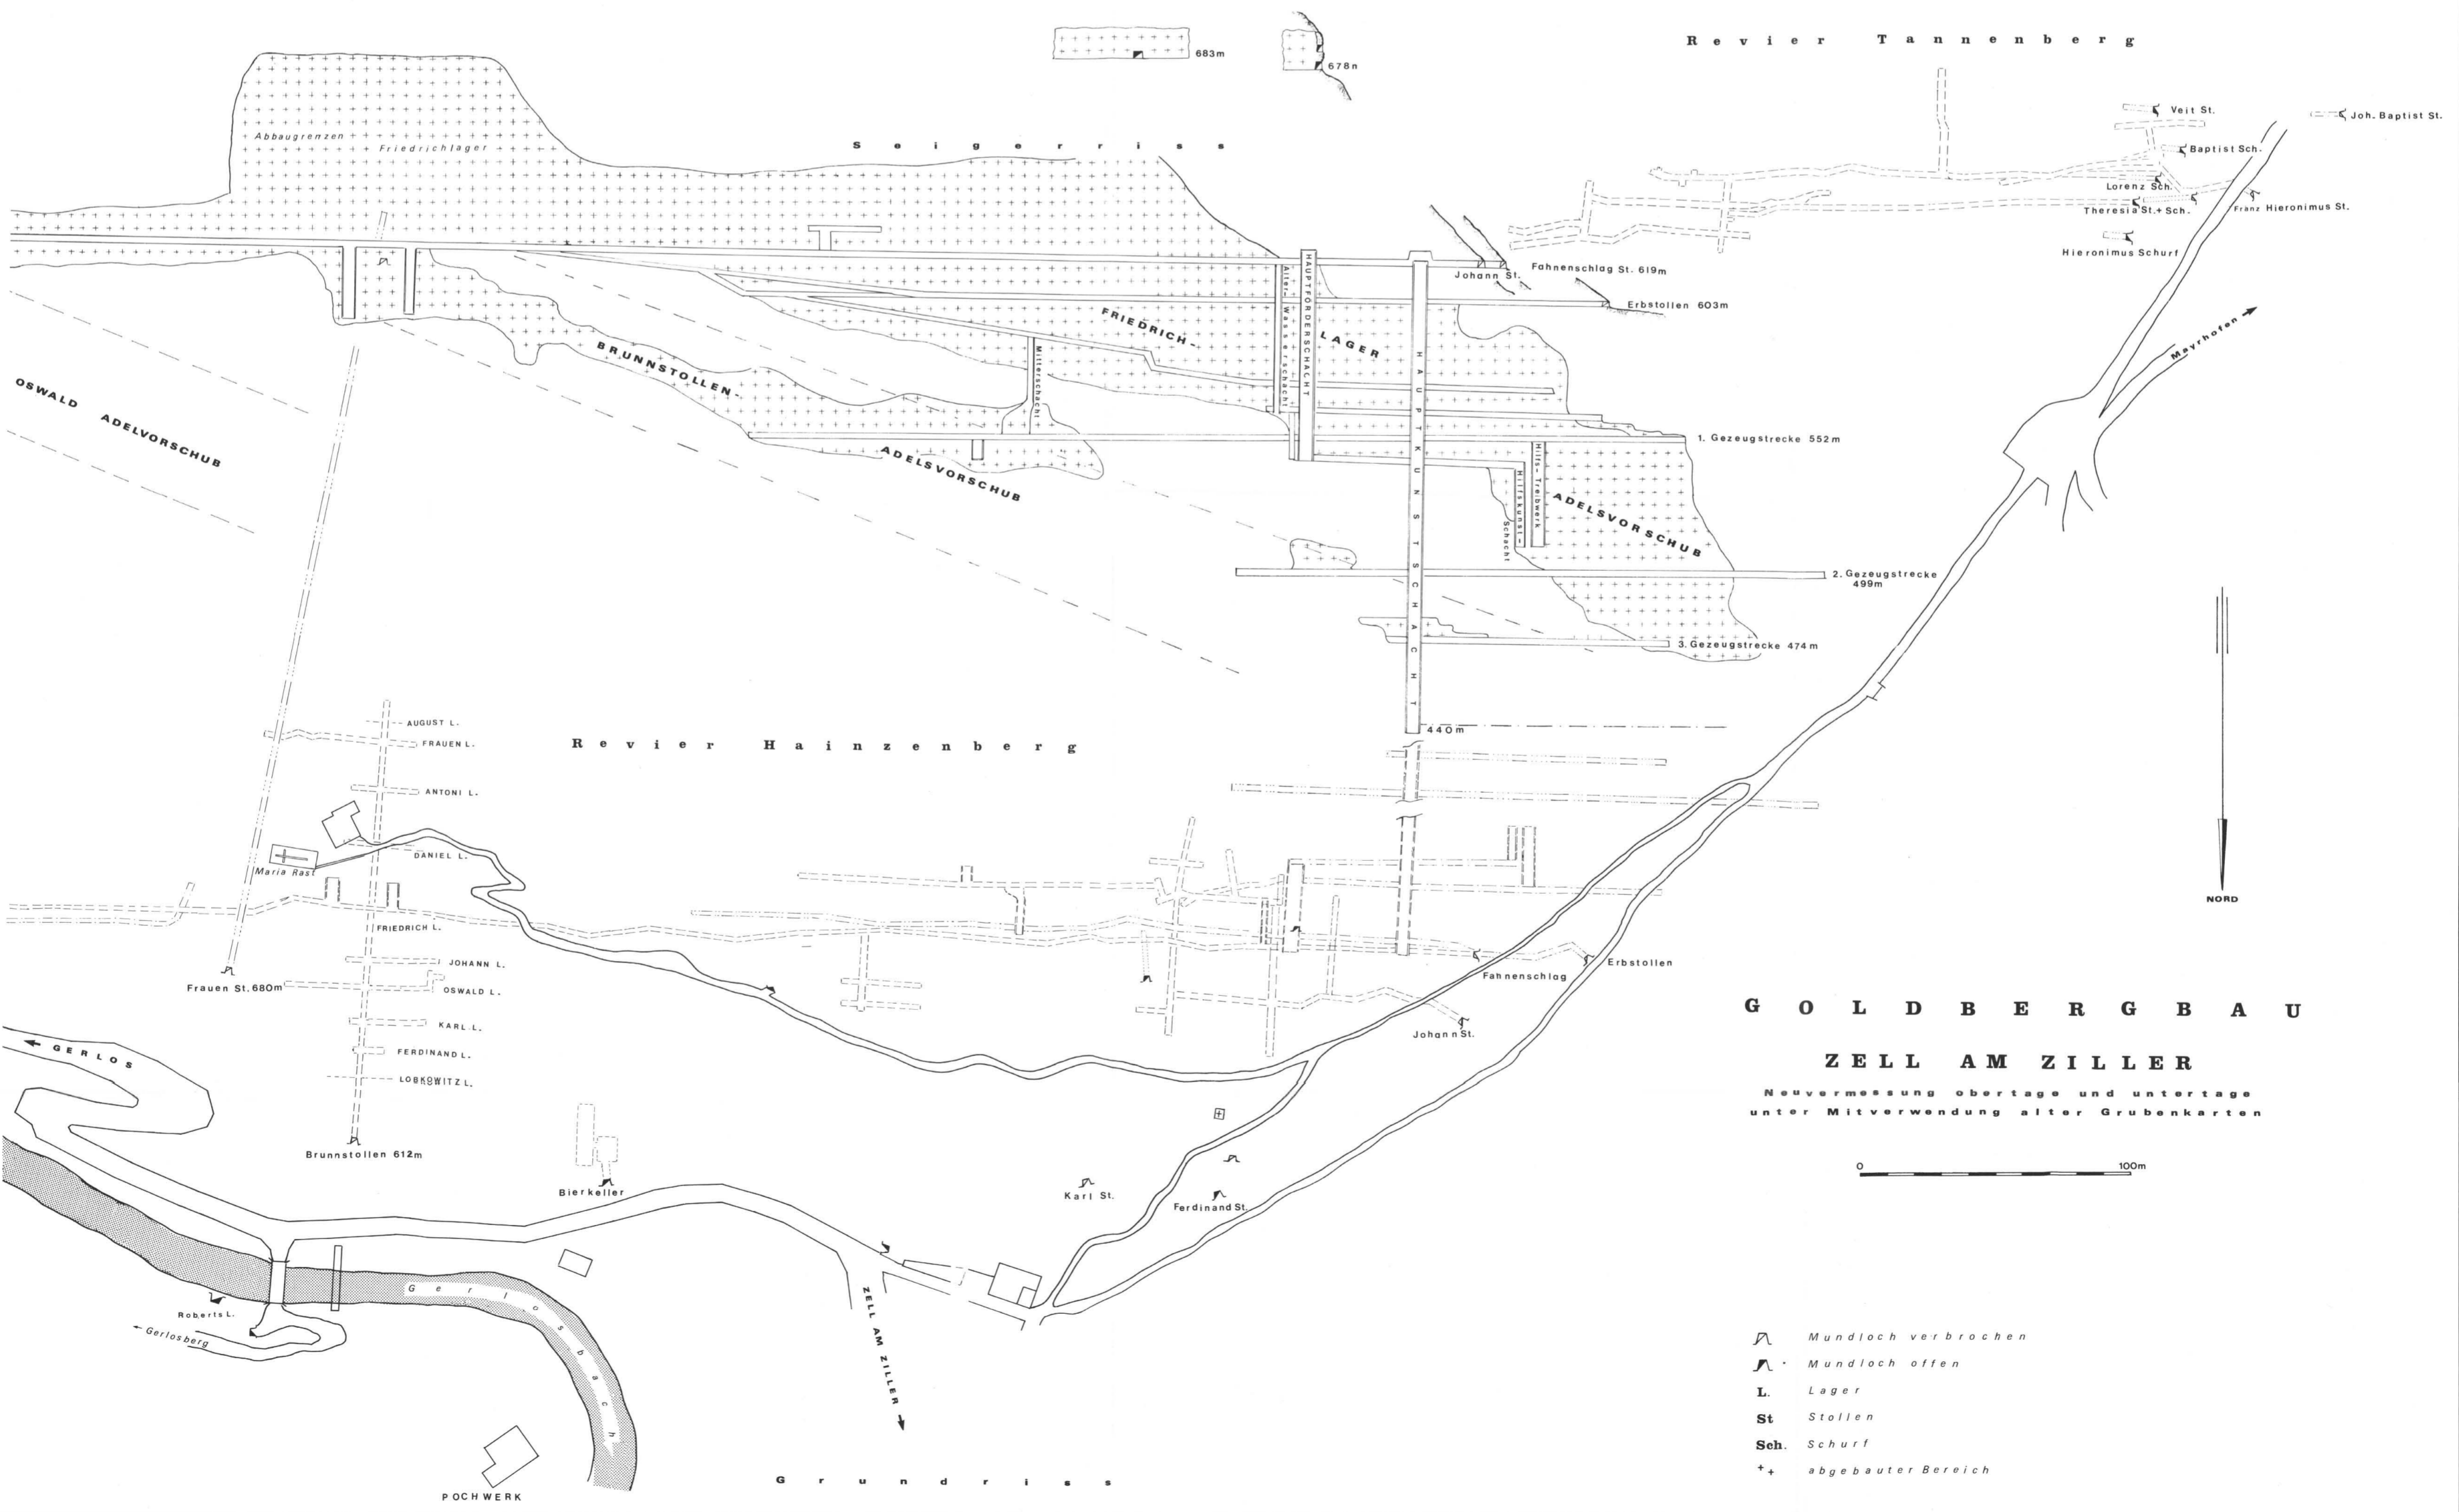 683m
678m
Revier Tannenberg
Veit St.
Joh. Baptist St.
Baptist Sch.
Lorenz Sch.
Theresia St.+ Sch.
Franz Hieronimus St.
Hieronimus Schurf
Mayrhofen
Abbaugrenzen
Friedrichlager
Seigerriss
Johann St.
Fahnenschlag St. 619m
Erbstollen 603m
Alter-Wasserschacht
HAUPTFÖRDERSCHACHT
HAUPTKUNSTSCHACHT
Mitterschacht
FRIEDRICH-
LAGER
BRUNNSTOLLEN-
ADELSVORSCHUB
OSWALD ADELVORSCHUB
1. Gezeugstrecke 552m
Hilfskunst-
Schacht
Hilfs-Treibwerk
ADELSVORSCHUB
2. Gezeugstrecke
499m
3. Gezeugstrecke 474m
440m
Revier Hainzenberg
AUGUST L.
FRAUEN L.
ANTONI L.
DANIEL L.
Maria Rast
FRIEDRICH L.
JOHANN L.
Frauen St. 680m
OSWALD L.
KARL L.
FERDINAND L.
LOBKOWITZ L.
Brunnstollen 612m
GERLOS
Bierkeller
Fahnenschlag
Erbstollen
Johann St.
Karl St.
Ferdinand St.
Roberts L.
Gerlosberg
Gerlosbach
ZELL AM ZILLER
POCHWERK
Grundriss
NORD
GOLDBERGBAU
ZELL AM ZILLER
Neuvermessung obertage und untertage
unter Mitverwendung alter Grubenkarten
0 100m
Mundloch verbrochen
Mundloch offen
L. Lager
St Stollen
Sch. Schurf
++ abgebauter Bereich